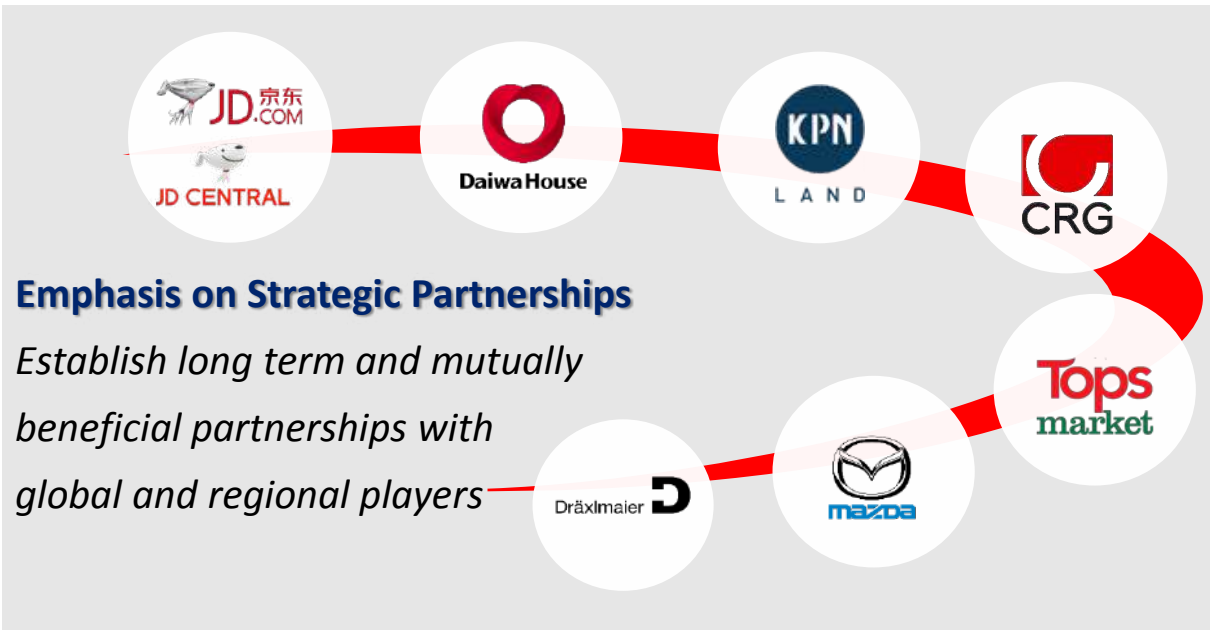 JD.京东
COM
JD CENTRAL
Daiwa House
KPN
LAND
CRG
Emphasis on Strategic Partnerships
Establish long term and mutually
beneficial partnerships with
global and regional players
Tops
market
mazda
Dräxlmaier D